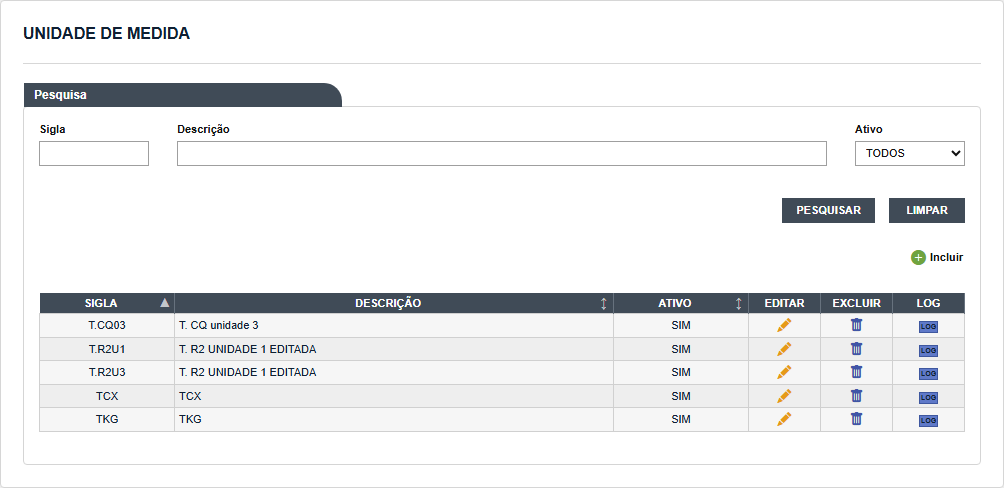 UNIDADE DE MEDIDA
Pesquisa
Sigla Descrição Ativo
TODOS
PESQUISAR LIMPAR
Incluir
SIGLA DESCRIÇÃO ATIVO EDITAR EXCLUIR LOG
T.CQ03 T. CQ unidade 3 SIM LOG
T.R2U1 T. R2 UNIDADE 1 EDITADA SIM LOG
T.R2U3 T. R2 UNIDADE 1 EDITADA SIM LOG
TCX TCX SIM LOG
TKG TKG SIM LOG